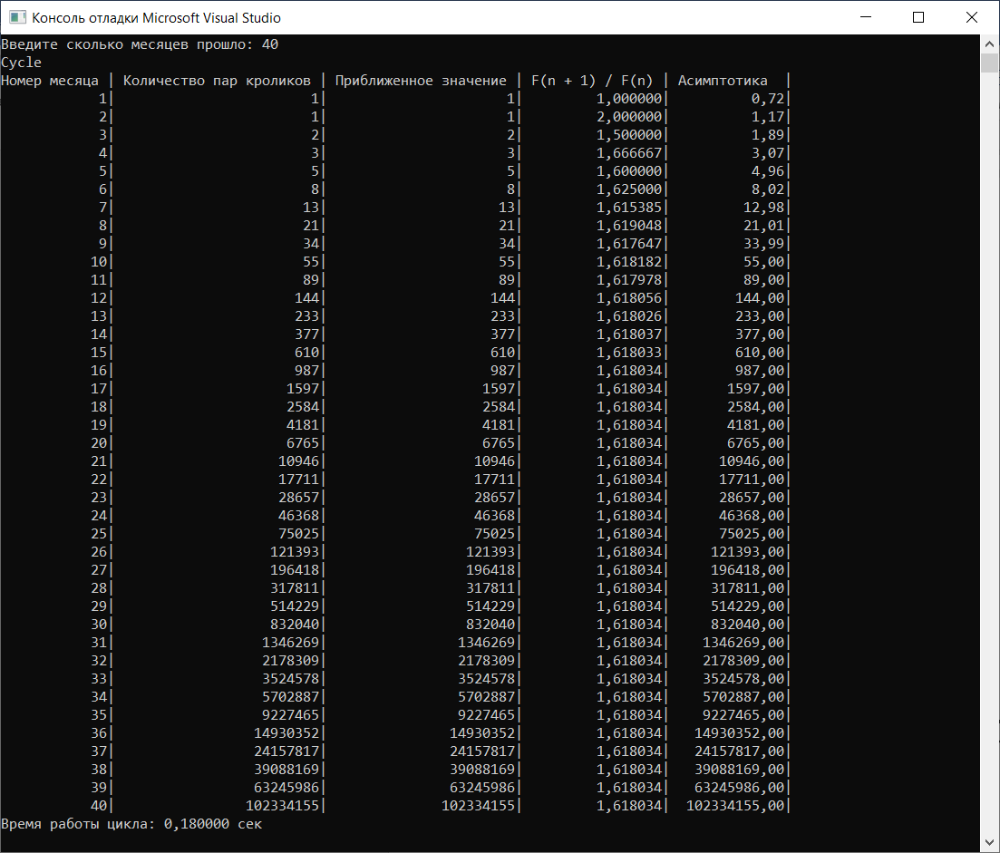 Консоль отладки Microsoft Visual Studio
Введите сколько месяцев прошло: 40
Cycle
Номер месяца | Количество пар кроликов | Приближенное значение | F(n + 1) / F(n) | Асимптотика |
1| 1| 1| 1,000000| 0,72|
2| 1| 1| 2,000000| 1,17|
3| 2| 2| 1,500000| 1,89|
4| 3| 3| 1,666667| 3,07|
5| 5| 5| 1,600000| 4,96|
6| 8| 8| 1,625000| 8,02|
7| 13| 13| 1,615385| 12,98|
8| 21| 21| 1,619048| 21,01|
9| 34| 34| 1,617647| 33,99|
10| 55| 55| 1,618182| 55,00|
11| 89| 89| 1,617978| 89,00|
12| 144| 144| 1,618056| 144,00|
13| 233| 233| 1,618026| 233,00|
14| 377| 377| 1,618037| 377,00|
15| 610| 610| 1,618033| 610,00|
16| 987| 987| 1,618034| 987,00|
17| 1597| 1597| 1,618034| 1597,00|
18| 2584| 2584| 1,618034| 2584,00|
19| 4181| 4181| 1,618034| 4181,00|
20| 6765| 6765| 1,618034| 6765,00|
21| 10946| 10946| 1,618034| 10946,00|
22| 17711| 17711| 1,618034| 17711,00|
23| 28657| 28657| 1,618034| 28657,00|
24| 46368| 46368| 1,618034| 46368,00|
25| 75025| 75025| 1,618034| 75025,00|
26| 121393| 121393| 1,618034| 121393,00|
27| 196418| 196418| 1,618034| 196418,00|
28| 317811| 317811| 1,618034| 317811,00|
29| 514229| 514229| 1,618034| 514229,00|
30| 832040| 832040| 1,618034| 832040,00|
31| 1346269| 1346269| 1,618034| 1346269,00|
32| 2178309| 2178309| 1,618034| 2178309,00|
33| 3524578| 3524578| 1,618034| 3524578,00|
34| 5702887| 5702887| 1,618034| 5702887,00|
35| 9227465| 9227465| 1,618034| 9227465,00|
36| 14930352| 14930352| 1,618034| 14930352,00|
37| 24157817| 24157817| 1,618034| 24157817,00|
38| 39088169| 39088169| 1,618034| 39088169,00|
39| 63245986| 63245986| 1,618034| 63245986,00|
40| 102334155| 102334155| 1,618034| 102334155,00|
Время работы цикла: 0,180000 сек